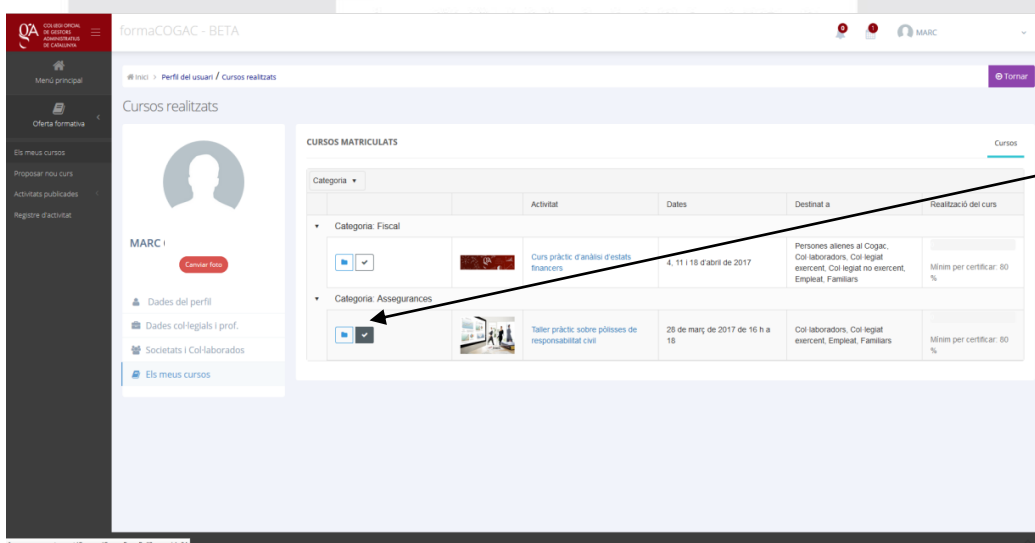 COL·LEGI OFICIAL
DE GESTORS
ADMINISTRATIUS
DE CATALUNYA
formaCOGAC - BETA
0
1
MARC
Menú principal
Inici > Perfil del usuari / Cursos realitzats
Tornar
Oferta formativa
Cursos realitzats
Els meus cursos
Proposar nou curs
Activitats publicades
Registre d'activitat
MARC
Canviar foto
Dades del perfil
Dades col·legials i prof.
Societats i Col·laborados
Els meus cursos
CURSOS MATRICULATS
Cursos
Categoria
Activitat Dates Destinat a Realització del curs
Categoria: Fiscal
Curs pràctic d'anàlisi d'estats
financers
4, 11 i 18 d'abril de 2017
Persones alienes al Cogac,
Col·laboradors, Col·legiat
exercent, Col·legiat no exercent,
Empleat, Familiars
Mínim per certificar: 80
%
Categoria: Assegurances
Taller pràctic sobre pòlisses de
responsabilitat civil
28 de març de 2017 de 16 h a
18
Col·laboradors, Col·legiat
exercent, Empleat, Familiars
Mínim per certificar: 60
%